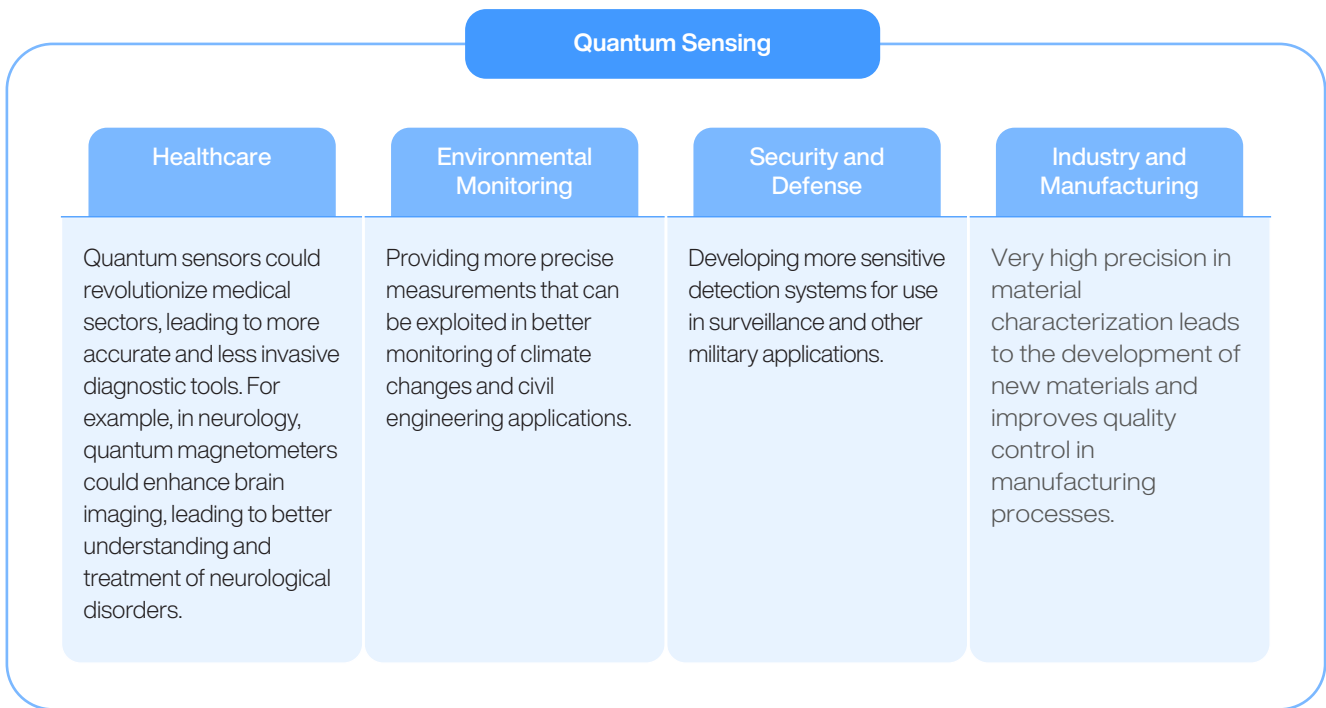 Quantum Sensing
Healthcare
Quantum sensors could
revolutionize medical
sectors, leading to more
accurate and less invasive
diagnostic tools. For
example, in neurology,
quantum magnetometers
could enhance brain
imaging, leading to better
understanding and
treatment of neurological
disorders.
Environmental
Monitoring
Providing more precise
measurements that can
be exploited in better
monitoring of climate
changes and civil
engineering applications.
Security and
Defense
Developing more sensitive
detection systems for use
in surveillance and other
military applications.
Industry and
Manufacturing
Very high precision in
material
characterization leads
to the development of
new materials and
improves quality
control in
manufacturing
processes.